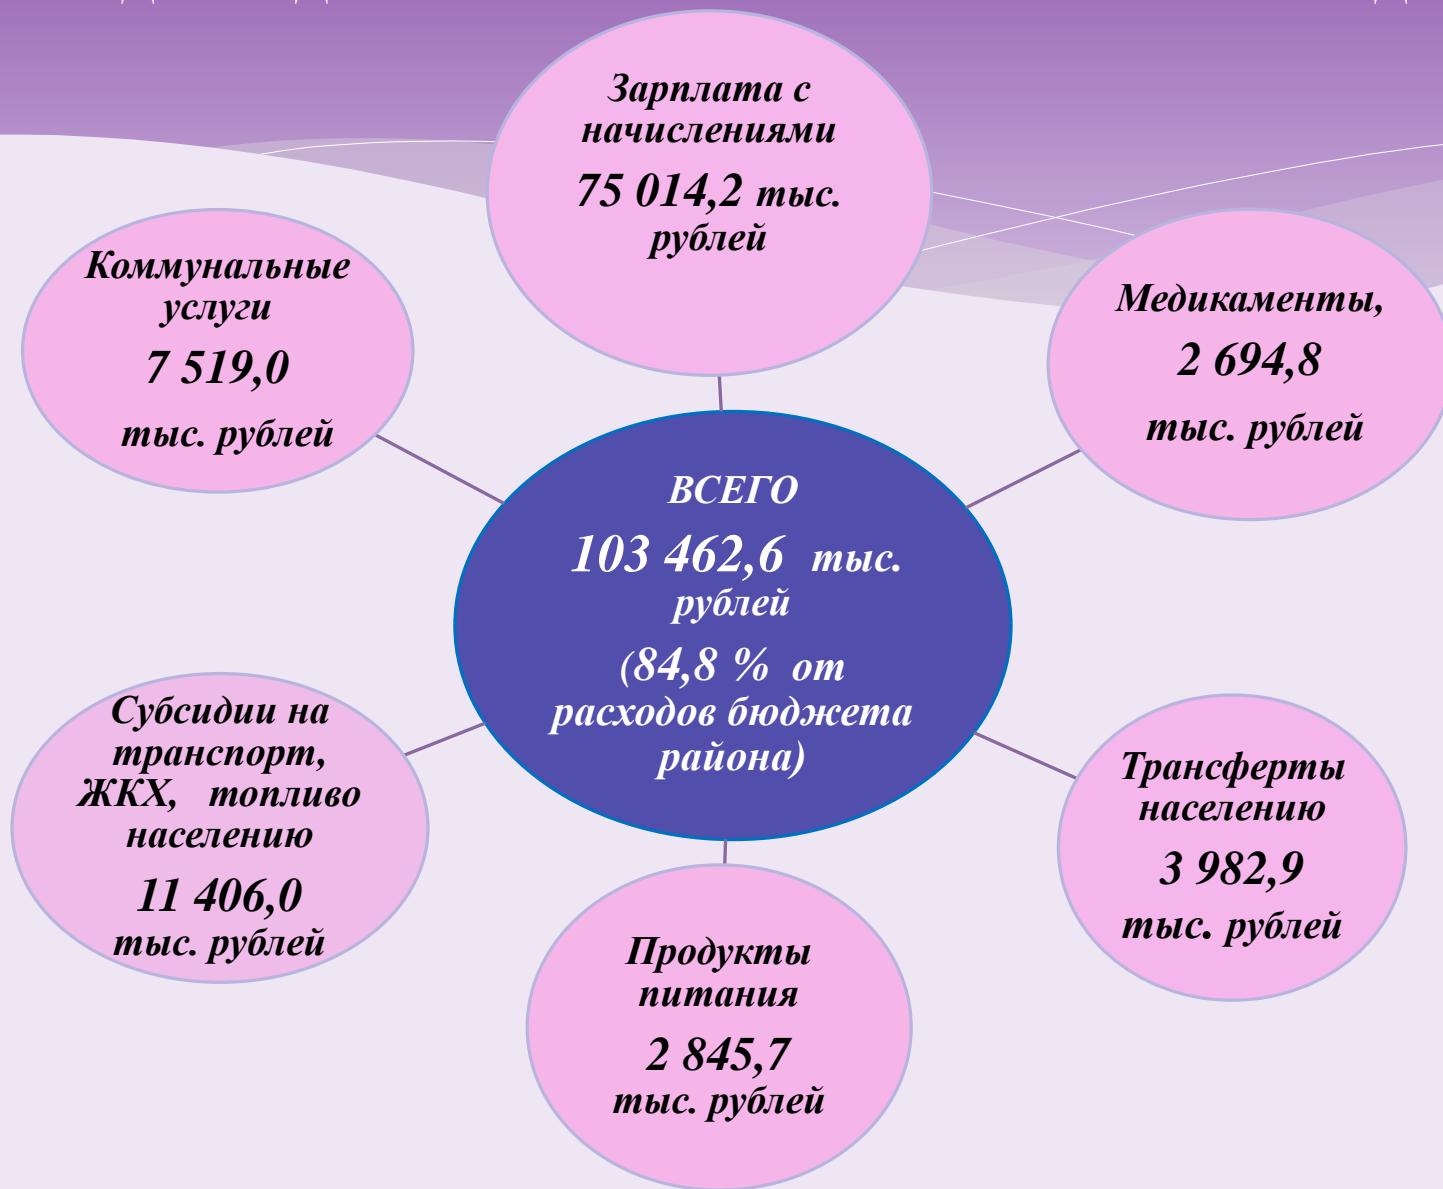 Зарплата с
начислениями
75 014,2 тыс.
рублей
Коммунальные
услуги
7 519,0
тыс. рублей
Медикаменты,
2 694,8
тыс. рублей
ВСЕГО
103 462,6 тыс.
рублей
(84,8 % от
расходов бюджета
района)
Субсидии на
транспорт,
ЖКХ, топливо
населению
11 406,0
тыс. рублей
Трансферты
населению
3 982,9
тыс. рублей
Продукты
питания
2 845,7
тыс. рублей